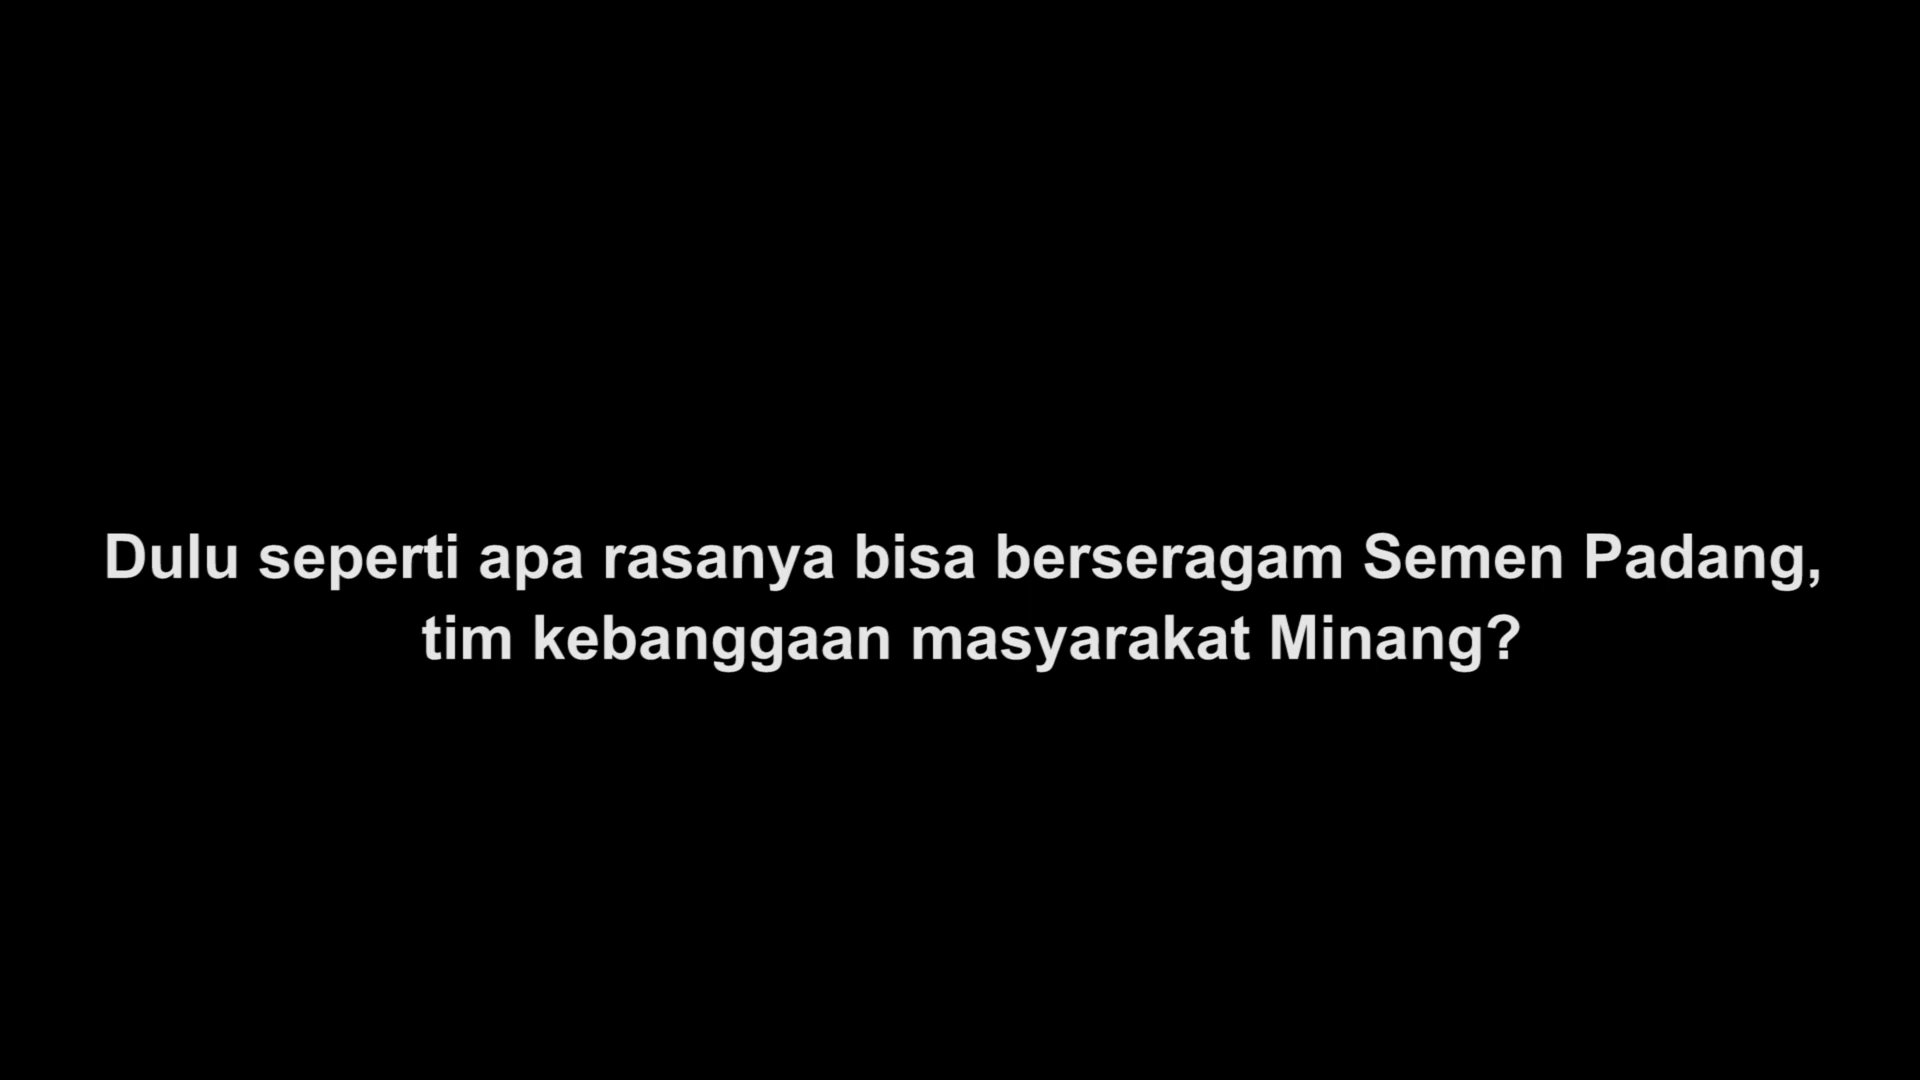 Dulu seperti apa rasanya bisa berseragam Semen Padang,
tim kebanggaan masyarakat Minang?